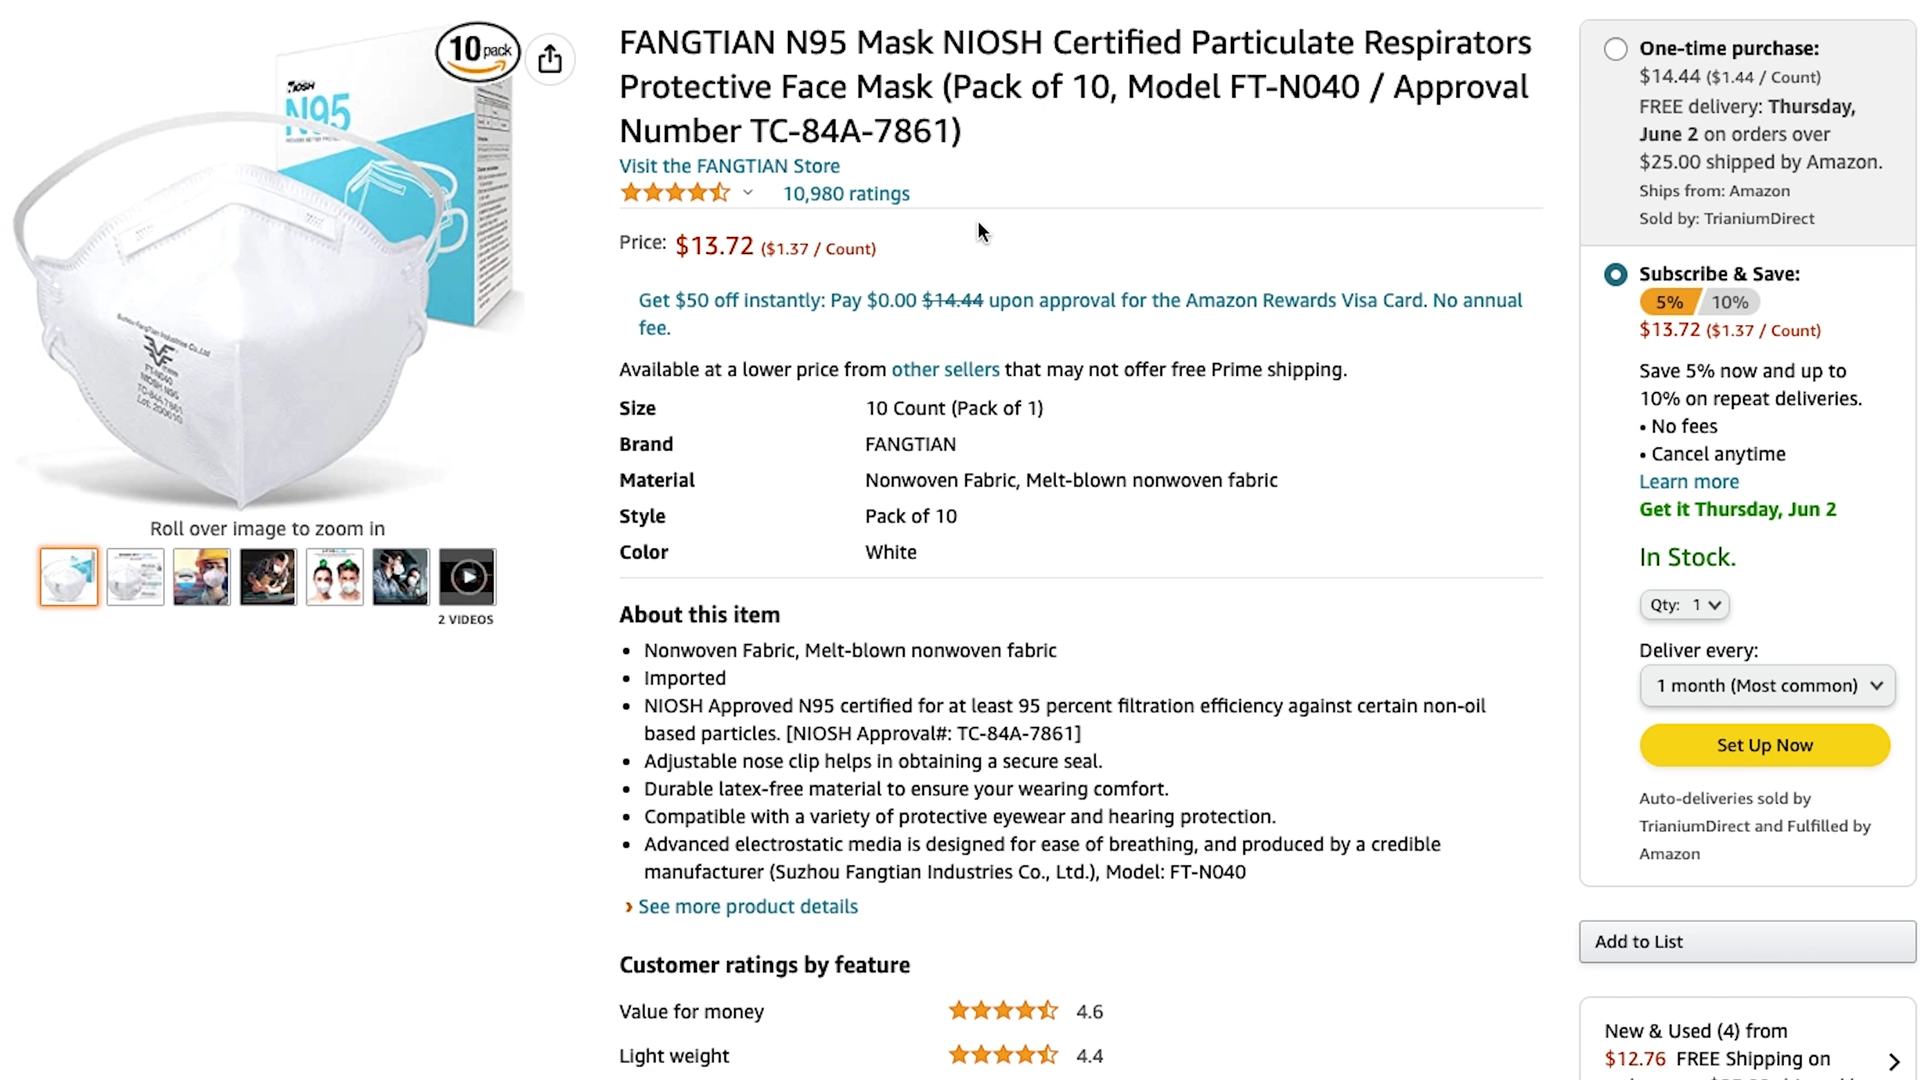 10 pack
NIOSH
N95
Suzhou FangTian Industries Co.,Ltd
FT-N040
NIOSH N95
TC-84A-7861
Lot: 200610
Roll over image to zoom in
2 VIDEOS
FANGTIAN N95 Mask NIOSH Certified Particulate Respirators
Protective Face Mask (Pack of 10, Model FT-N040 / Approval
Number TC-84A-7861)
Visit the FANGTIAN Store
10,980 ratings
Price: $13.72 ($1.37 / Count)
Get $50 off instantly: Pay $0.00 $14.44 upon approval for the Amazon Rewards Visa Card. No annual
fee.
Available at a lower price from other sellers that may not offer free Prime shipping.
Size 10 Count (Pack of 1)
Brand FANGTIAN
Material Nonwoven Fabric, Melt-blown nonwoven fabric
Style Pack of 10
Color White
About this item
• Nonwoven Fabric, Melt-blown nonwoven fabric
• Imported
• NIOSH Approved N95 certified for at least 95 percent filtration efficiency against certain non-oil
based particles. [NIOSH Approval#: TC-84A-7861]
• Adjustable nose clip helps in obtaining a secure seal.
• Durable latex-free material to ensure your wearing comfort.
• Compatible with a variety of protective eyewear and hearing protection.
• Advanced electrostatic media is designed for ease of breathing, and produced by a credible
manufacturer (Suzhou Fangtian Industries Co., Ltd.), Model: FT-N040
› See more product details
Customer ratings by feature
Value for money 4.6
Light weight 4.4
One-time purchase:
$14.44 ($1.44 / Count)
FREE delivery: Thursday,
June 2 on orders over
$25.00 shipped by Amazon.
Ships from: Amazon
Sold by: TrianiumDirect
Subscribe & Save:
5% 10%
$13.72 ($1.37 / Count)
Save 5% now and up to
10% on repeat deliveries.
• No fees
• Cancel anytime
Learn more
Get it Thursday, Jun 2
In Stock.
Qty: 1
Deliver every:
1 month (Most common)
Set Up Now
Auto-deliveries sold by
TrianiumDirect and Fulfilled by
Amazon
Add to List
New & Used (4) from
$12.76 FREE Shipping on